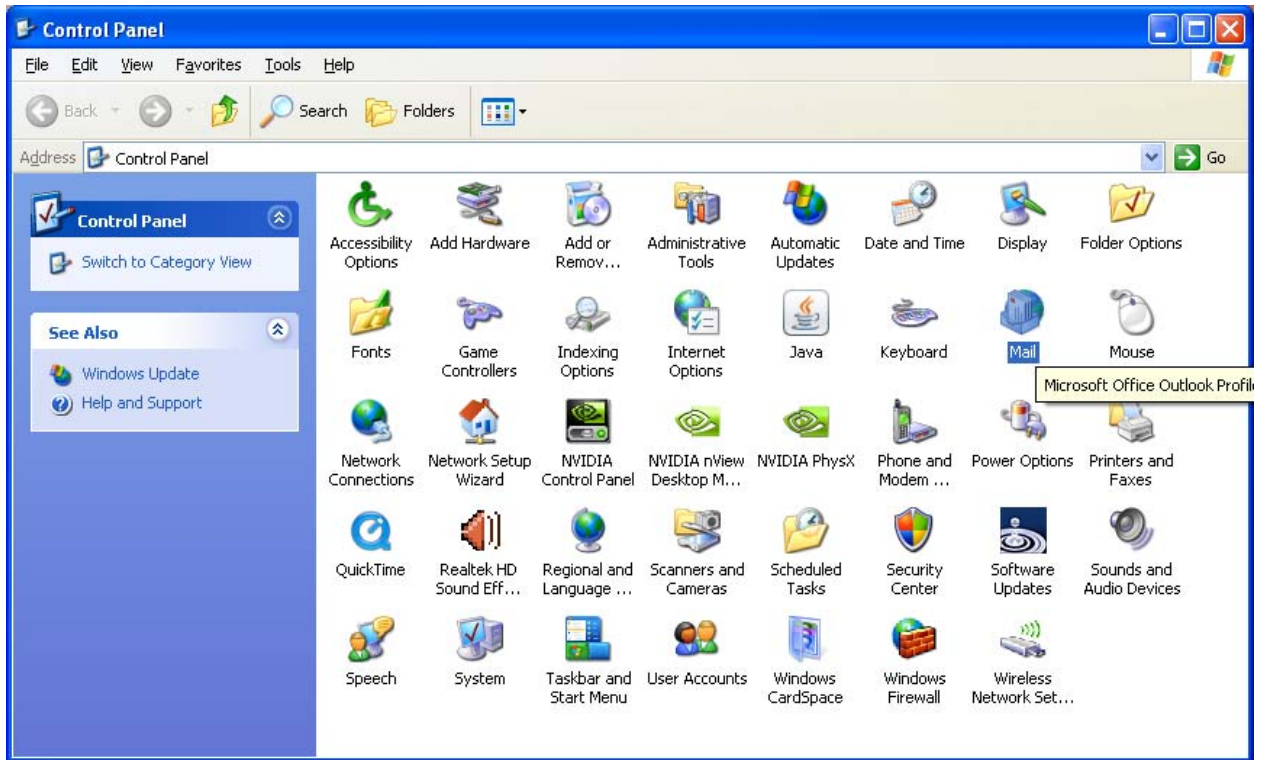 Control Panel
File Edit View Favorites Tools Help
Back Search Folders
Address Control Panel Go
Control Panel
Switch to Category View
See Also
Windows Update
Help and Support
Accessibility Options
Add Hardware
Add or Remov...
Administrative Tools
Automatic Updates
Date and Time
Display
Folder Options
Fonts
Game Controllers
Indexing Options
Internet Options
Java
Keyboard
Mail
Mouse
Microsoft Office Outlook Profile
Network Connections
Network Setup Wizard
NVIDIA Control Panel
NVIDIA nView Desktop M...
NVIDIA PhysX
Phone and Modem ...
Power Options
Printers and Faxes
QuickTime
Realtek HD Sound Eff...
Regional and Language ...
Scanners and Cameras
Scheduled Tasks
Security Center
Software Updates
Sounds and Audio Devices
Speech
System
Taskbar and Start Menu
User Accounts
Windows CardSpace
Windows Firewall
Wireless Network Set...